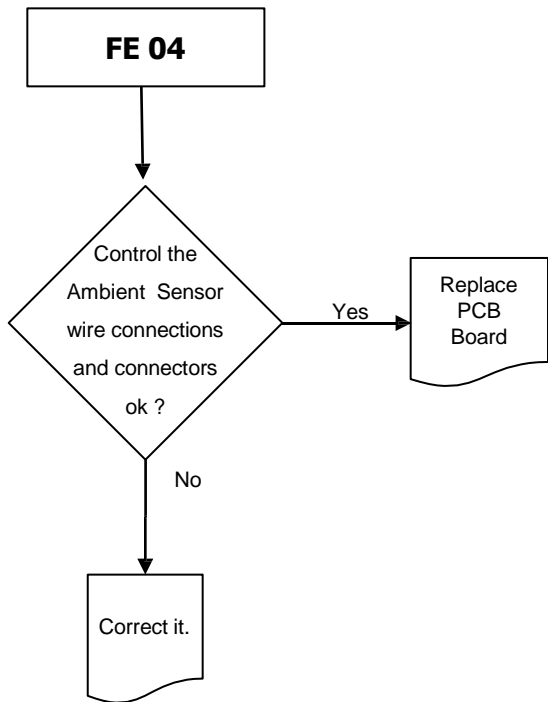 FE 04
Control the
Ambient Sensor
wire connections
and connectors
ok ?
Yes
Replace
PCB
Board
No
Correct it.